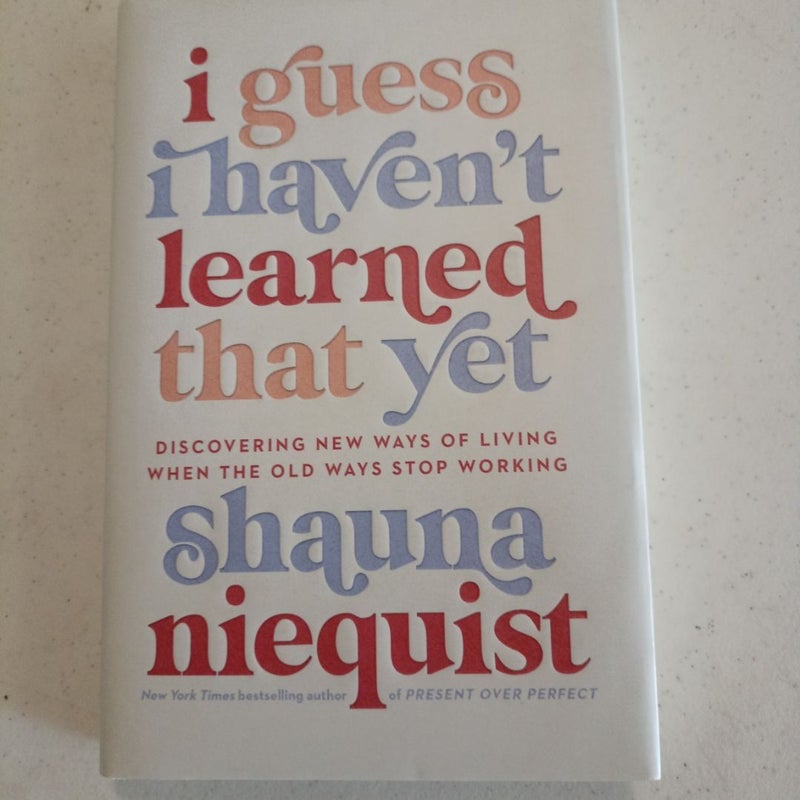 i guess
i haven't
learned
that yet
DISCOVERING NEW WAYS OF LIVING
WHEN THE OLD WAYS STOP WORKING
shauna
niequist
New York Times bestselling author of PRESENT OVER PERFECT